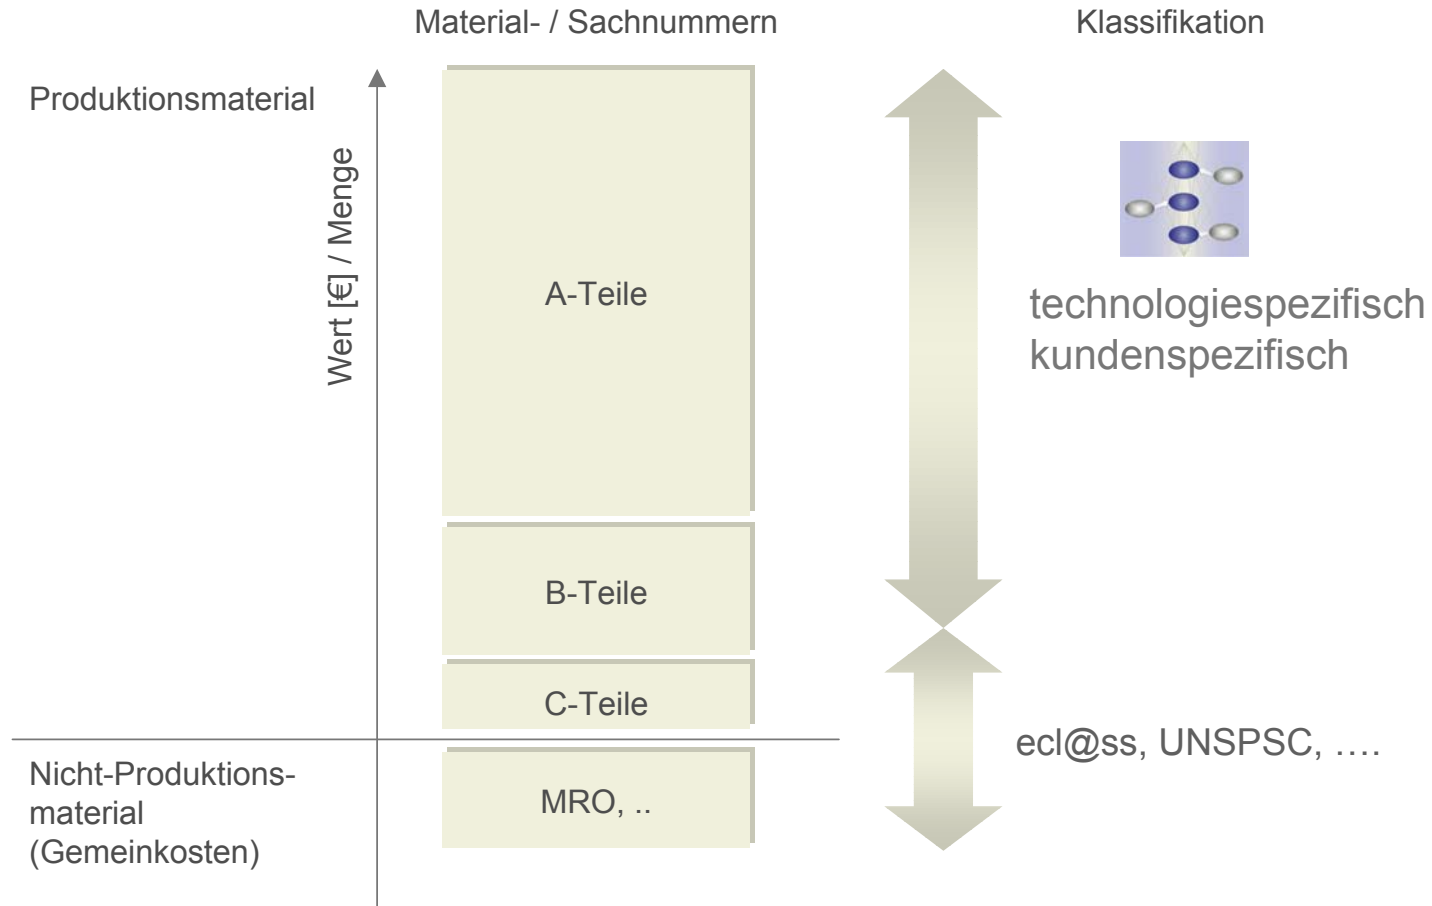 Material- / Sachnummern
Klassifikation
Produktionsmaterial
Wert [€] / Menge
A-Teile
technologiespezifisch
kundenspezifisch
B-Teile
C-Teile
ecl@ss, UNSPSC, ….
Nicht-Produktions-
material
(Gemeinkosten)
MRO, ..